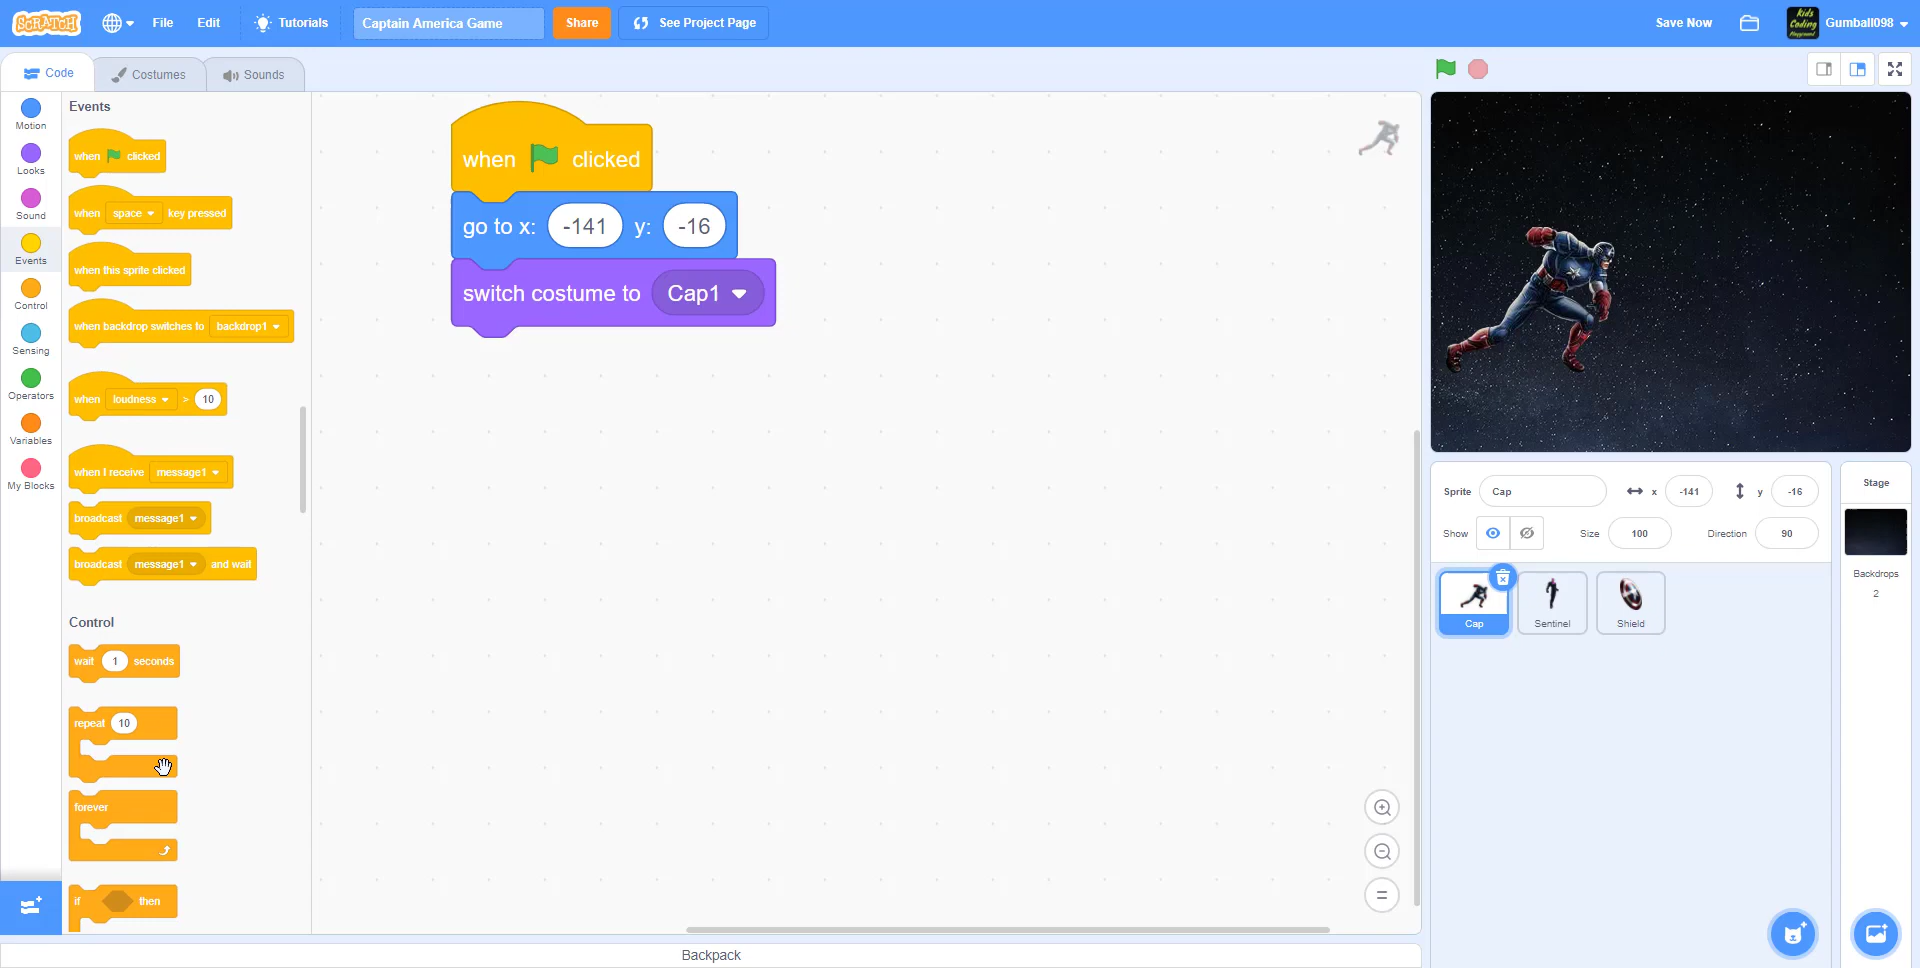 SCRATCH
File
Edit
Tutorials
Captain America Game
Share
See Project Page
Save Now
Kids
Coding
Playground
Gumball098
Code
Costumes
Sounds
Motion
Looks
Sound
Events
Control
Sensing
Operators
Variables
My Blocks
Events
when clicked
when space key pressed
when this sprite clicked
when backdrop switches to backdrop1
when loudness > 10
when I receive message1
broadcast message1
broadcast message1 and wait
Control
wait 1 seconds
repeat 10
forever
if then
when clicked
go to x: -141 y: -16
switch costume to Cap1
Sprite Cap x -141 y -16
Show Size 100 Direction 90
Cap
Sentinel
Shield
Stage
Backdrops
2
Backpack